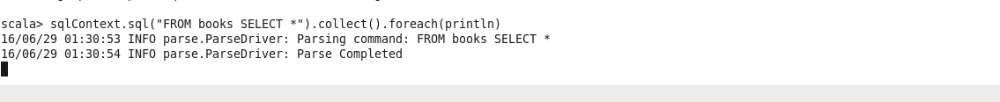 scala> sqlContext.sql("FROM books SELECT *").collect().foreach(println)
16/06/29 01:30:53 INFO parse.ParseDriver: Parsing command: FROM books SELECT *
16/06/29 01:30:54 INFO parse.ParseDriver: Parse Completed